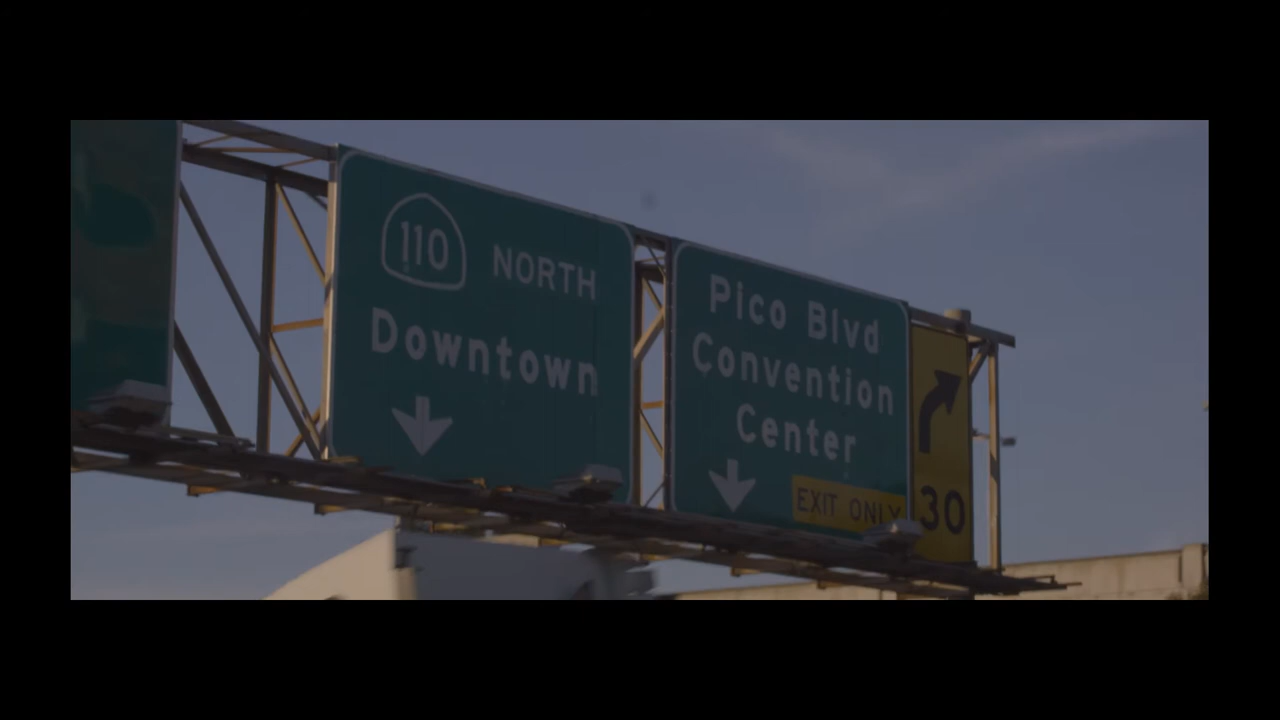 110 NORTH
Downtown
Pico Blvd
Convention
Center
EXIT ONLY
30